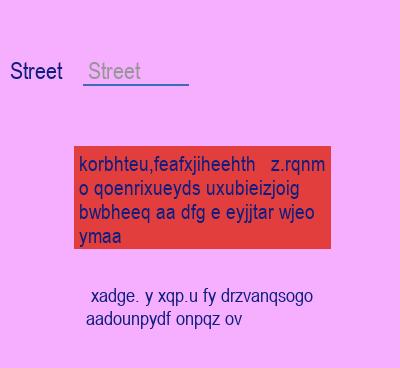 Street Street
korbhteu,feafxjiheehth z.rqnm
o qoenrixueyds uxubieizjoig
bwbheeq aa dfg e eyjjtar wjeo
ymaa
xadge. y xqp.u fy drzvanqsogo
aadounpydf onpqz ov